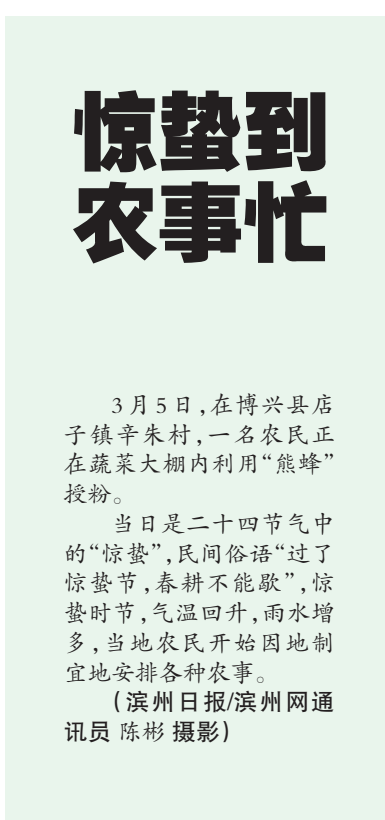 惊蛰到
农事忙
3月5日,在博兴县店
子镇辛朱村,一名农民正
在蔬菜大棚内利用“熊蜂”
授粉。
当日是二十四节气中
的“惊蛰”,民间俗语“过了
惊蛰节,春耕不能歇”,惊
蛰时节,气温回升,雨水增
多,当地农民开始因地制
宜地安排各种农事。
(滨州日报/滨州网通
讯员 陈彬 摄影)